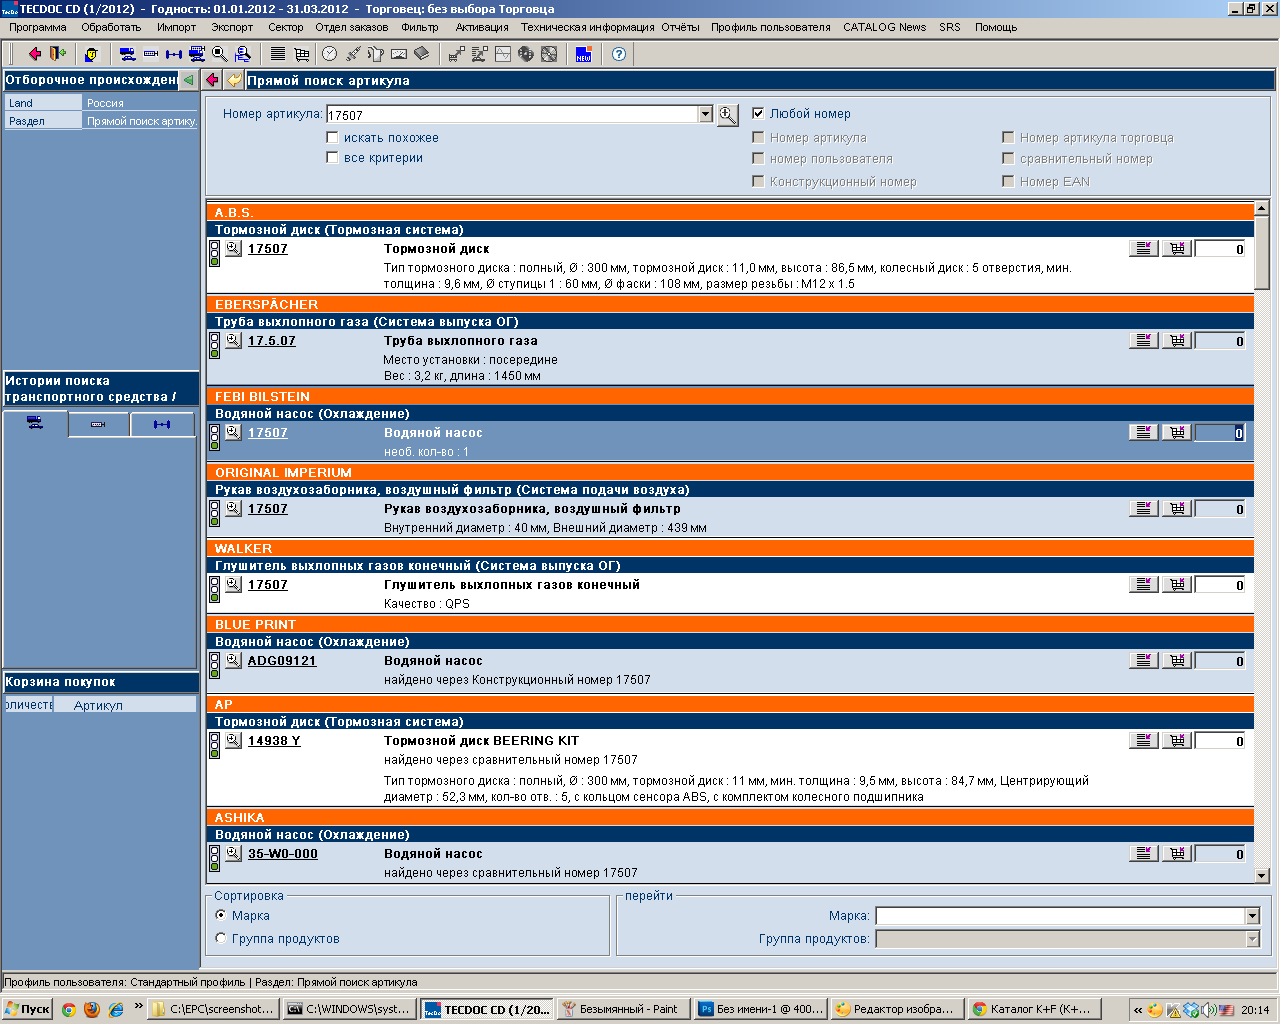 TECDOC CD (1/2012) - Годность: 01.01.2012 - 31.03.2012 - Торговец: без выбора Торговца
Программа Обработать Импорт Экспорт Сектор Отдел заказов Фильтр Активация Техническая информация Отчёты Профиль пользователя CATALOG News SRS Помощь
Отборочное происхожден
Прямой поиск артикула
Land Россия
Раздел Прямой поиск артику.
Номер артикула: 17507
Любой номер
искать похожее
все критерии
Номер артикула
Номер артикула торговца
номер пользователя
сравнительный номер
Конструкционный номер
Номер EAN
A.B.S.
Тормозной диск (Тормозная система)
17507 Тормозной диск 0
Тип тормозного диска : полный, Ø : 300 мм, тормозной диск : 11,0 мм, высота : 86,5 мм, колесный диск : 5 отверстия, мин.
толщина : 9,6 мм, Ø ступицы 1 : 60 мм, Ø фаски : 108 мм, размер резьбы : M12 x 1.5
EBERSPÄCHER
Труба выхлопного газа (Система выпуска ОГ)
17.5.07 Труба выхлопного газа 0
Место установки : посередине
Вес : 3,2 кг, длина : 1450 мм
FEBI BILSTEIN
Водяной насос (Охлаждение)
17507 Водяной насос 0
необ. кол-во : 1
ORIGINAL IMPERIUM
Рукав воздухозаборника, воздушный фильтр (Система подачи воздуха)
17507 Рукав воздухозаборника, воздушный фильтр 0
Внутренний диаметр : 40 мм, Внешний диаметр : 439 мм
WALKER
Глушитель выхлопных газов конечный (Система выпуска ОГ)
17507 Глушитель выхлопных газов конечный 0
Качество : QPS
BLUE PRINT
Водяной насос (Охлаждение)
ADG09121 Водяной насос 0
найдено через Конструкционный номер 17507
AP
Тормозной диск (Тормозная система)
14938 Y Тормозной диск BEERING KIT 0
найдено через сравнительный номер 17507
Тип тормозного диска : полный, Ø : 300 мм, тормозной диск : 11 мм, мин. толщина : 9,5 мм, высота : 84,7 мм, Центрирующий
диаметр : 52,3 мм, кол-во отв. : 5, с кольцом сенсора ABS, с комплектом колесного подшипника
ASHIKA
Водяной насос (Охлаждение)
35-W0-000 Водяной насос 0
найдено через сравнительный номер 17507
Истории поиска
транспортного средства /
Корзина покупок
оличеств Артикул
Сортировка
Марка
Группа продуктов
перейти
Марка:
Группа продуктов:
Профиль пользователя: Стандартный профиль | Раздел: Прямой поиск артикула
Пуск » C:\EPC\screenshot... C:\WINDOWS\syst... TECDOC CD (1/20... Безымянный - Paint Без имени-1 @ 400... Редактор изобра... Каталог K+F (K+... « 20:14